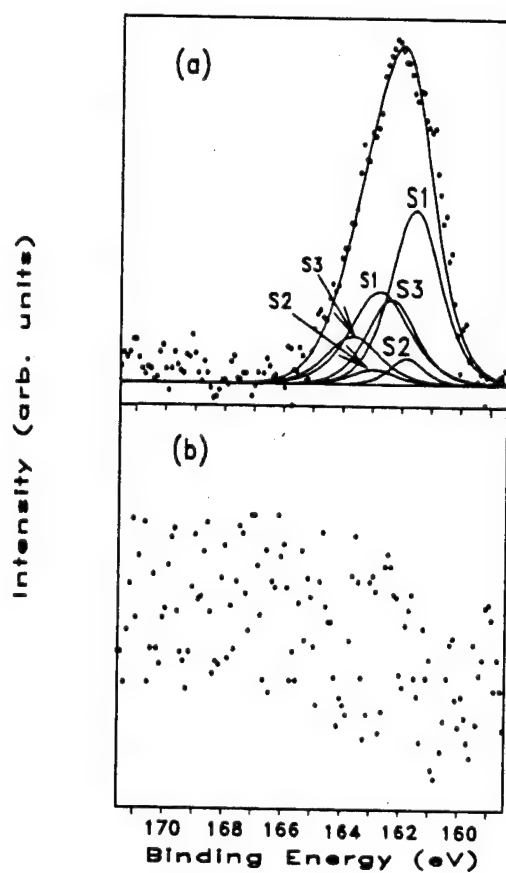 (a)
S1
S3
S1
S3
S2
S2
Intensity (arb. units)
(b)
170 168 166 164 162 160
Binding Energy (eV)